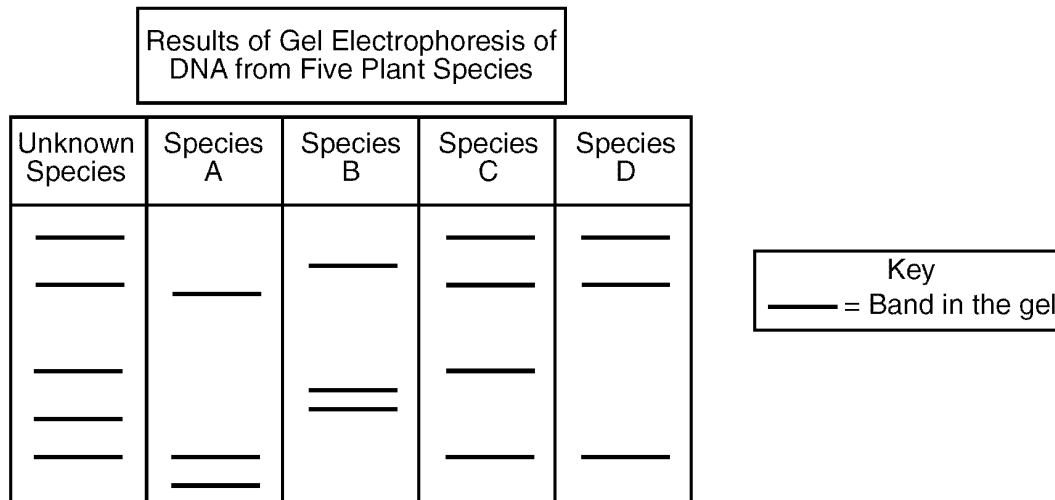 Results of Gel Electrophoresis of
DNA from Five Plant Species
Unknown
Species
Species
A
Species
B
Species
C
Species
D
Key
= Band in the gel